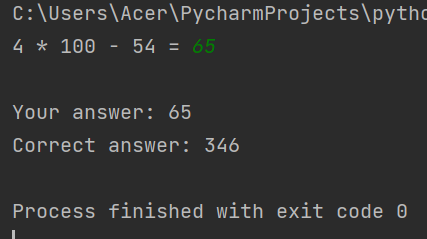 C:\Users\Acer\PycharmProjects\pytho
4 * 100 - 54 = 65
Your answer: 65
Correct answer: 346
Process finished with exit code 0